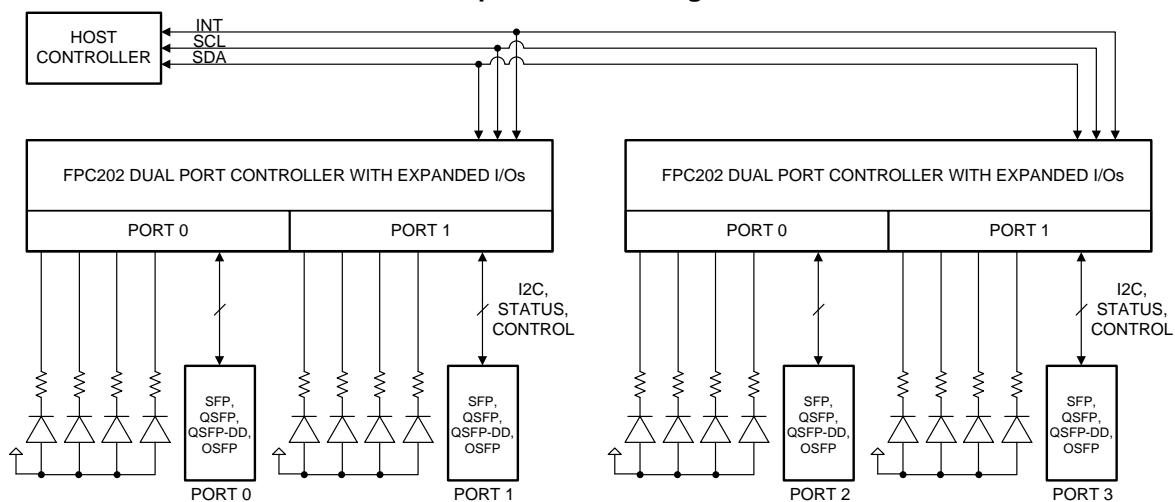 HOST
CONTROLLER
INT
SCL
SDA
FPC202 DUAL PORT CONTROLLER WITH EXPANDED I/Os
PORT 0
PORT 1
FPC202 DUAL PORT CONTROLLER WITH EXPANDED I/Os
PORT 0
PORT 1
I2C,
STATUS,
CONTROL
I2C,
STATUS,
CONTROL
SFP,
QSFP,
QSFP-DD,
OSFP
SFP,
QSFP,
QSFP-DD,
OSFP
SFP,
QSFP,
QSFP-DD,
OSFP
SFP,
QSFP,
QSFP-DD,
OSFP
PORT 0
PORT 1
PORT 2
PORT 3